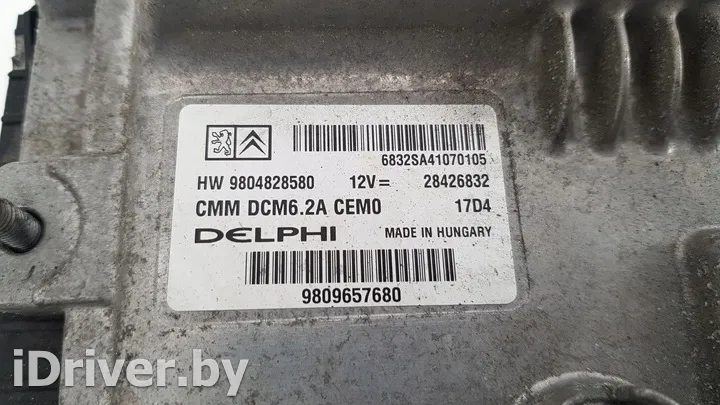 6832SA41070105
HW 9804828580 12V= 28426832
CMM DCM6.2A CEM0 17D4
DELPHI MADE IN HUNGARY
9809657680
iDriver.by